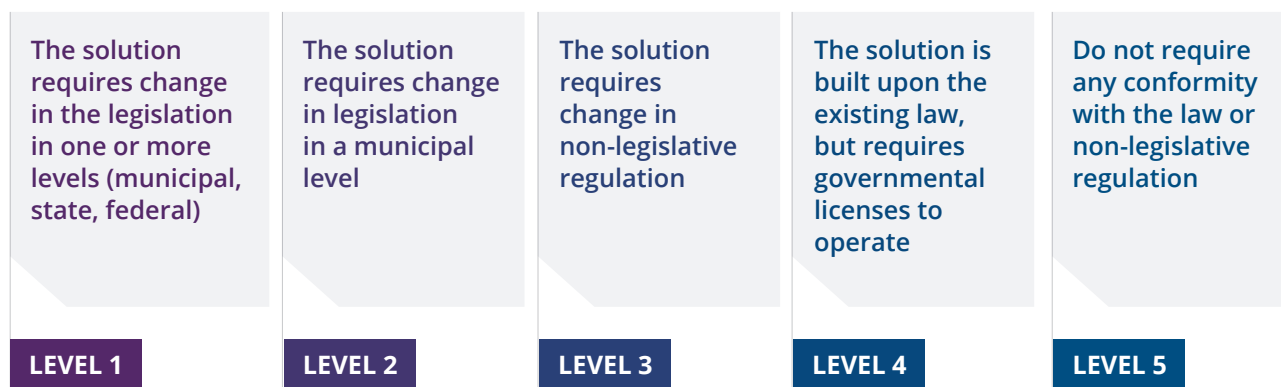 The solution
requires change
in the legislation
in one or more
levels (municipal,
state, federal)
LEVEL 1
The solution
requires change
in legislation
in a municipal
level
LEVEL 2
The solution
requires
change in
non-legislative
regulation
LEVEL 3
The solution is
built upon the
existing law,
but requires
governmental
licenses to
operate
LEVEL 4
Do not require
any conformity
with the law or
non-legislative
regulation
LEVEL 5